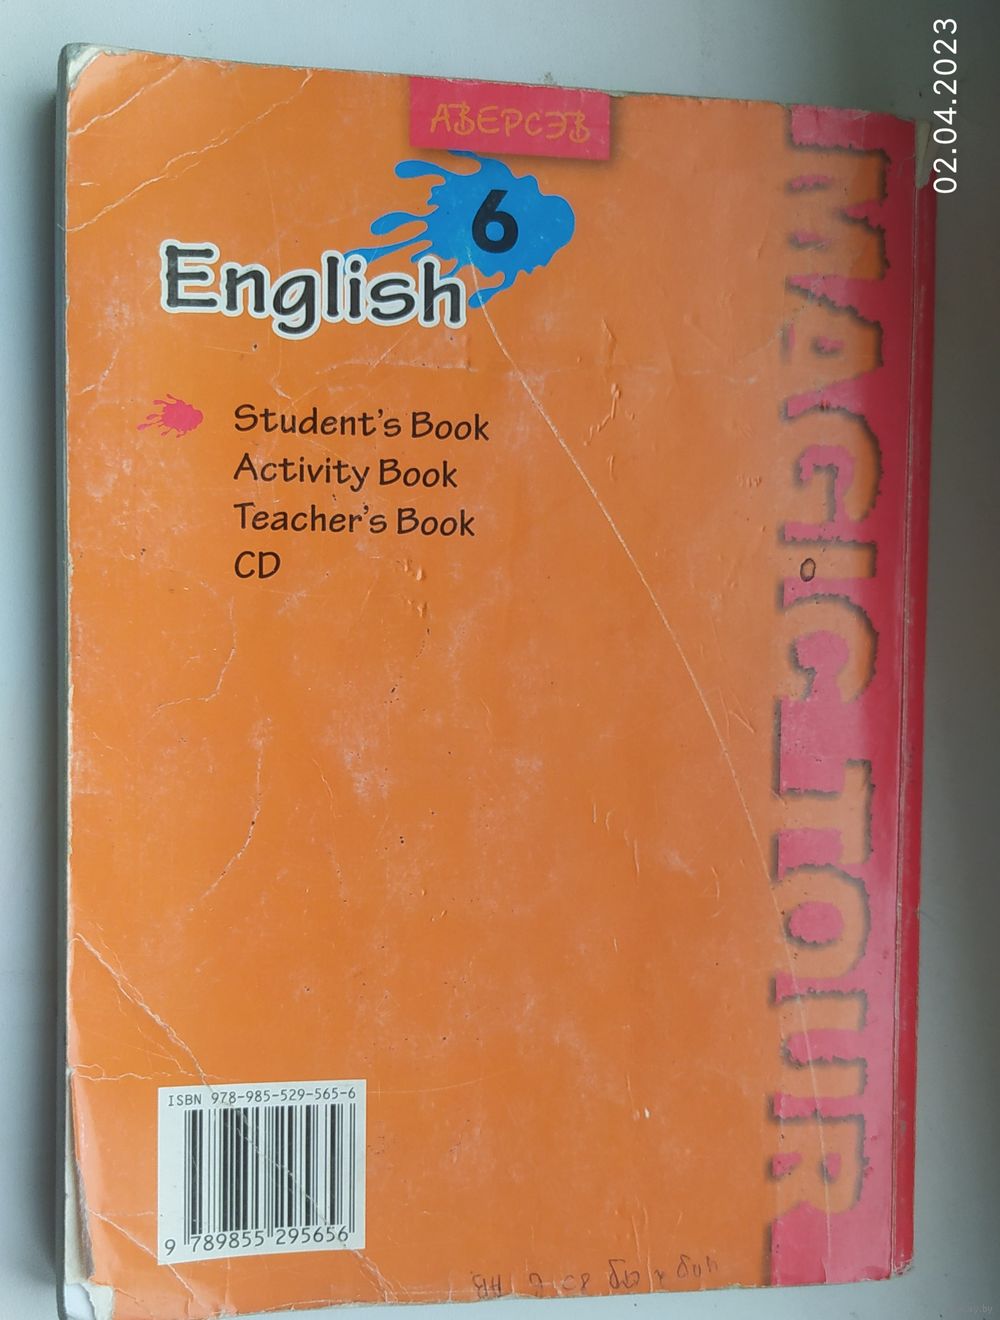 02.04.2023
АВЕРСЭВ
6
English
Student's Book
Activity Book
Teacher's Book
CD
MAGIC TOUR
ISBN 978-985-529-565-6
9 789855 295656